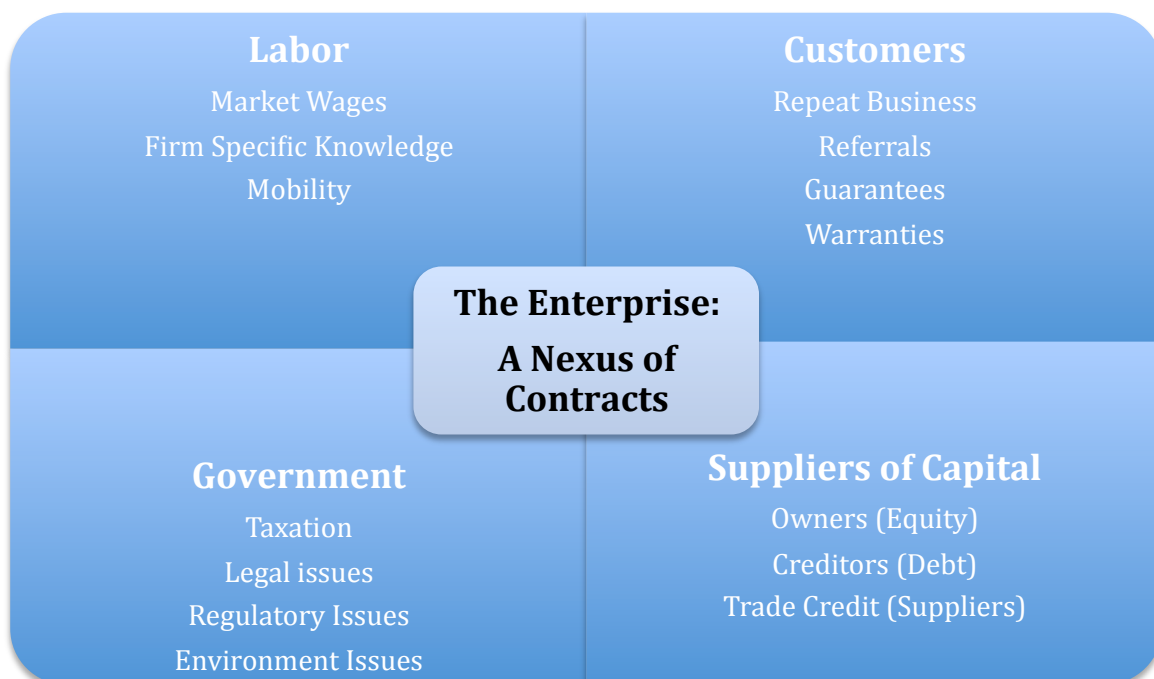 Labor
Market Wages
Firm Specific Knowledge
Mobility
Customers
Repeat Business
Referrals
Guarantees
Warranties
The Enterprise:
A Nexus of
Contracts
Government
Taxation
Legal issues
Regulatory Issues
Environment Issues
Suppliers of Capital
Owners (Equity)
Creditors (Debt)
Trade Credit (Suppliers)